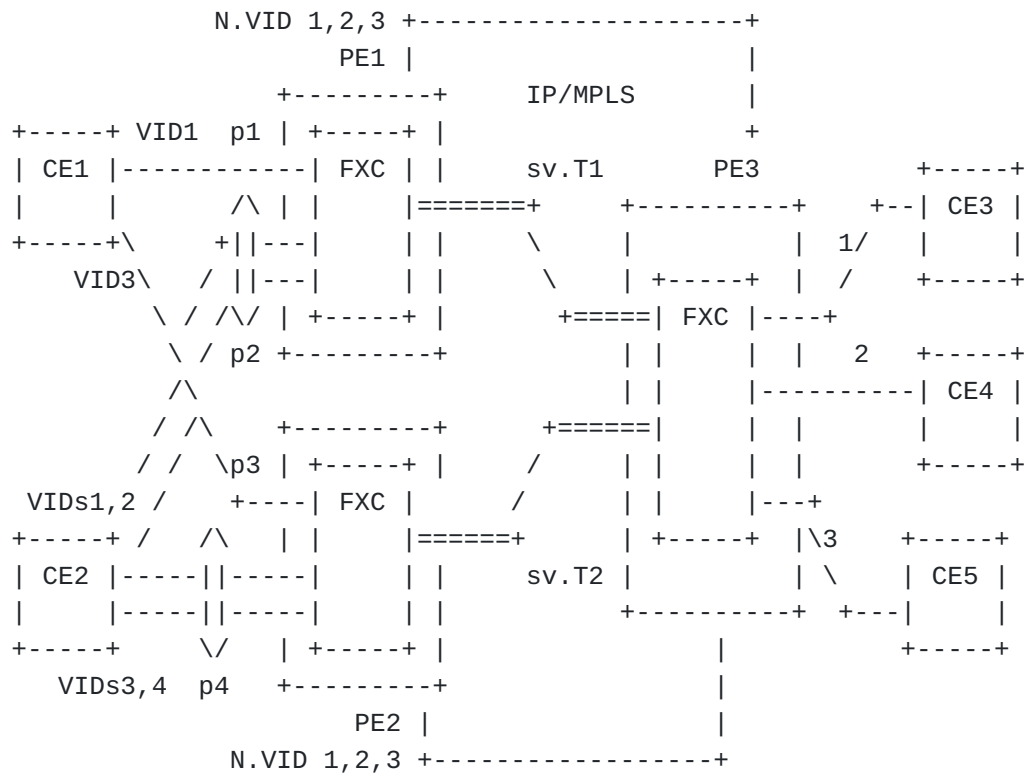 N.VID 1,2,3 +---------------------+
                     PE1 |                     |
                 +---------+     IP/MPLS       |
+-----+ VID1  p1 | +-----+ |                   +
| CE1 |------------| FXC | |     sv.T1       PE3          +-----+
|     |       /\ | |     |=======+     +----------+    +--| CE3 |
+-----+\     +||---|     | |     \     |          |  1/   |     |
    VID3\   / ||---|     | |      \    | +-----+  |  /    +-----+
         \ / /\/ | +-----+ |       +=====| FXC |----+
          \ / p2 +---------+           | |     |  |   2   +-----+
          /\                           | |     |----------| CE4 |
         / /\    +---------+      +======|     |  |       |     |
        / /  \p3 | +-----+ |     /     | |     |  |       +-----+
 VIDs1,2 /    +----| FXC |      /      | |     |---+
+-----+ /   /\   | |     |======+      | +-----+  |\3    +-----+
| CE2 |-----||-----|     | |     sv.T2 |          | \    | CE5 |
|     |-----||-----|     | |           +----------+  +---|     |
+-----+     \/   | +-----+ |                 |           +-----+
   VIDs3,4  p4   +---------+                 |
                      PE2 |                  |
              N.VID 1,2,3 +------------------+